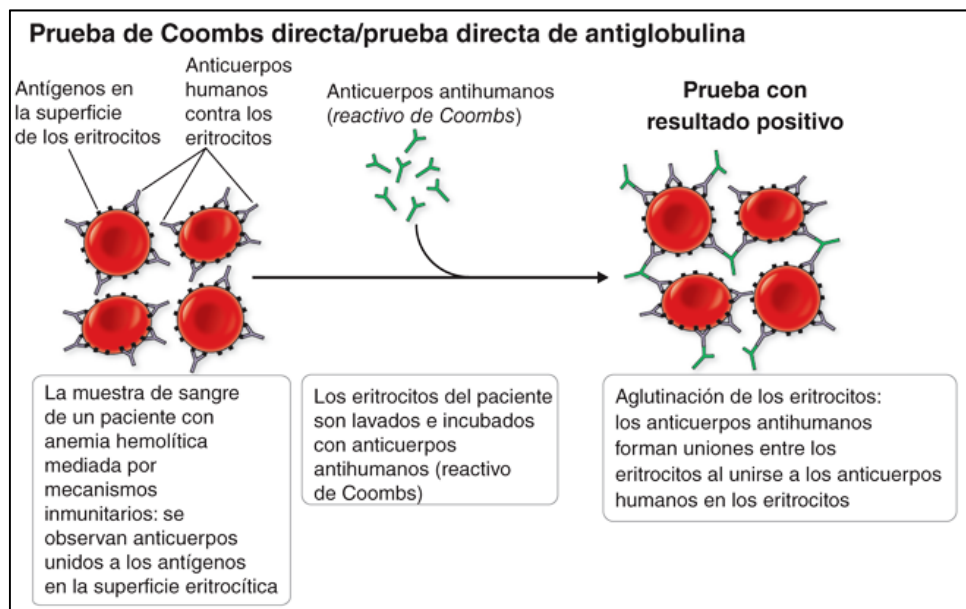 Prueba de Coombs directa/prueba directa de antiglobulina
Antígenos en
la superficie
de los eritrocitos
Anticuerpos
humanos
contra los
eritrocitos
Anticuerpos antihumanos
(reactivo de Coombs)
Prueba con
resultado positivo
La muestra de sangre
de un paciente con
anemia hemolítica
mediada por
mecanismos
inmunitarios: se
observan anticuerpos
unidos a los antígenos
en la superficie eritrocítica
Los eritrocitos del paciente
son lavados e incubados
con anticuerpos
antihumanos (reactivo
de Coombs)
Aglutinación de los eritrocitos:
los anticuerpos antihumanos
forman uniones entre los
eritrocitos al unirse a los anticuerpos
humanos en los eritrocitos